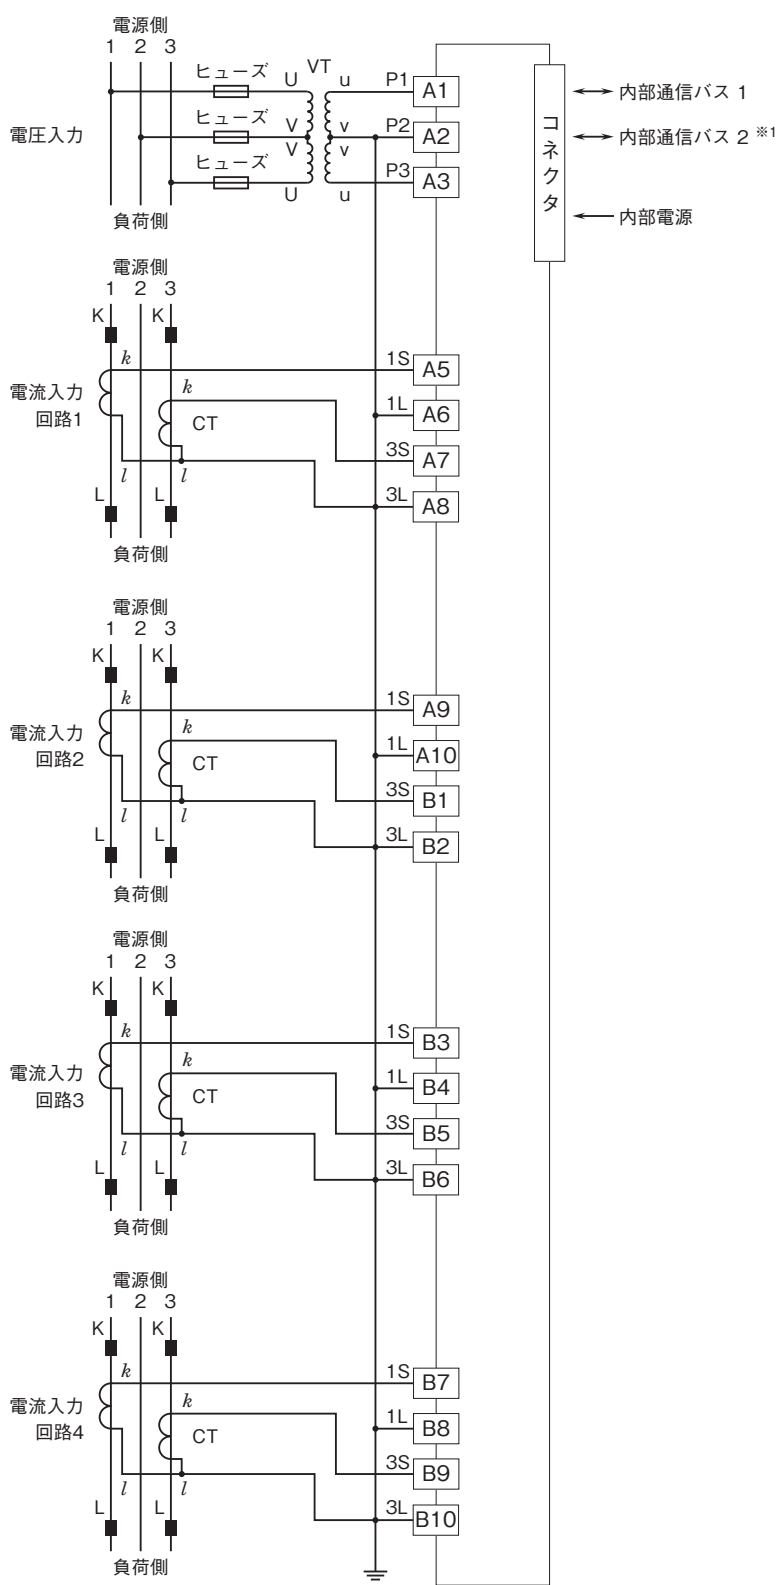 電源側
1 2 3
ヒューズ
U
VT
u
P1
A1
内部通信バス 1
電圧入力
ヒューズ
V
v
P2
A2
内部通信バス 2 ※1
ヒューズ
V
v
P3
A3
U
u
コネクタ
内部電源
負荷側
電源側
1 2 3
K
K
k
1S
A5
電流入力
回路1
k
CT
1L
A6
3S
A7
l
l
L
L
3L
A8
負荷側
電源側
1 2 3
K
K
k
1S
A9
電流入力
回路2
k
CT
1L
A10
3S
B1
l
l
L
L
3L
B2
負荷側
電源側
1 2 3
K
K
k
1S
B3
電流入力
回路3
k
CT
1L
B4
3S
B5
l
l
L
L
3L
B6
負荷側
電源側
1 2 3
K
K
k
1S
B7
電流入力
回路4
k
CT
1L
B8
3S
B9
l
l
L
L
3L
B10
負荷側